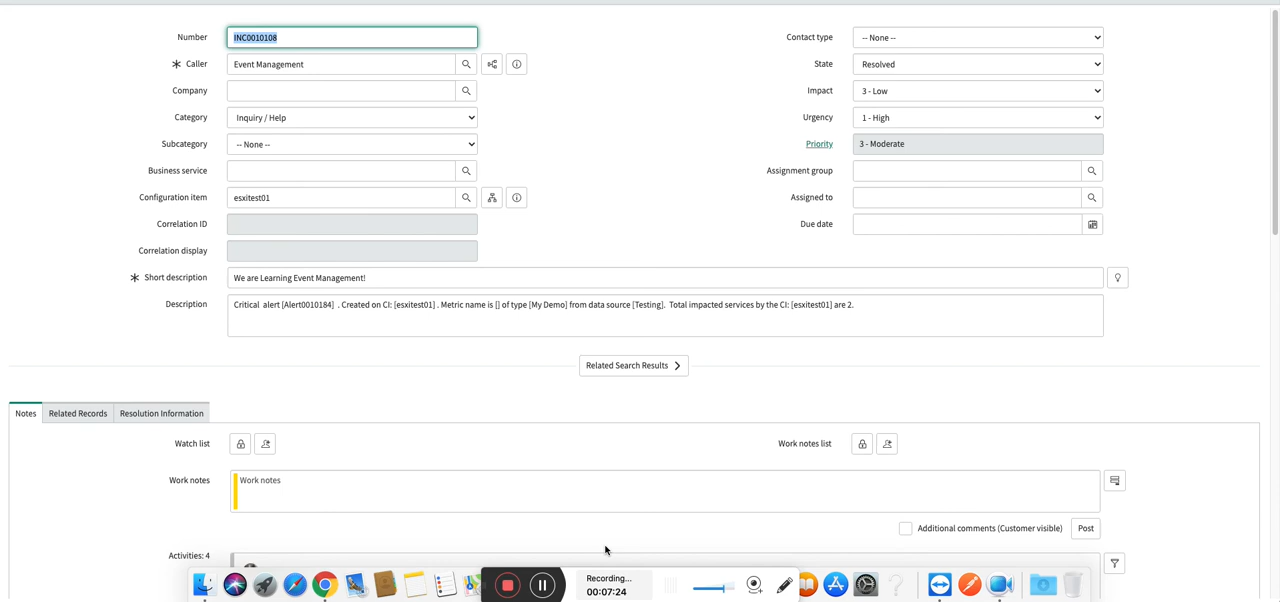 Number INC0010108 Contact type -- None --
Caller Event Management State Resolved
Company Impact 3 - Low
Category Inquiry / Help Urgency 1 - High
Subcategory -- None -- Priority 3 - Moderate
Business service Assignment group
Configuration item esxitest01 Assigned to
Correlation ID Due date
Correlation display
Short description We are Learning Event Management!
Description Critical alert [Alert0010184] . Created on CI: [esxitest01] . Metric name is [] of type [My Demo] from data source [Testing]. Total impacted services by the CI: [esxitest01] are 2.
Related Search Results
Notes Related Records Resolution Information
Watch list Work notes list
Work notes Work notes
Additional comments (Customer visible) Post
Activities: 4
Recording...
00:07:24